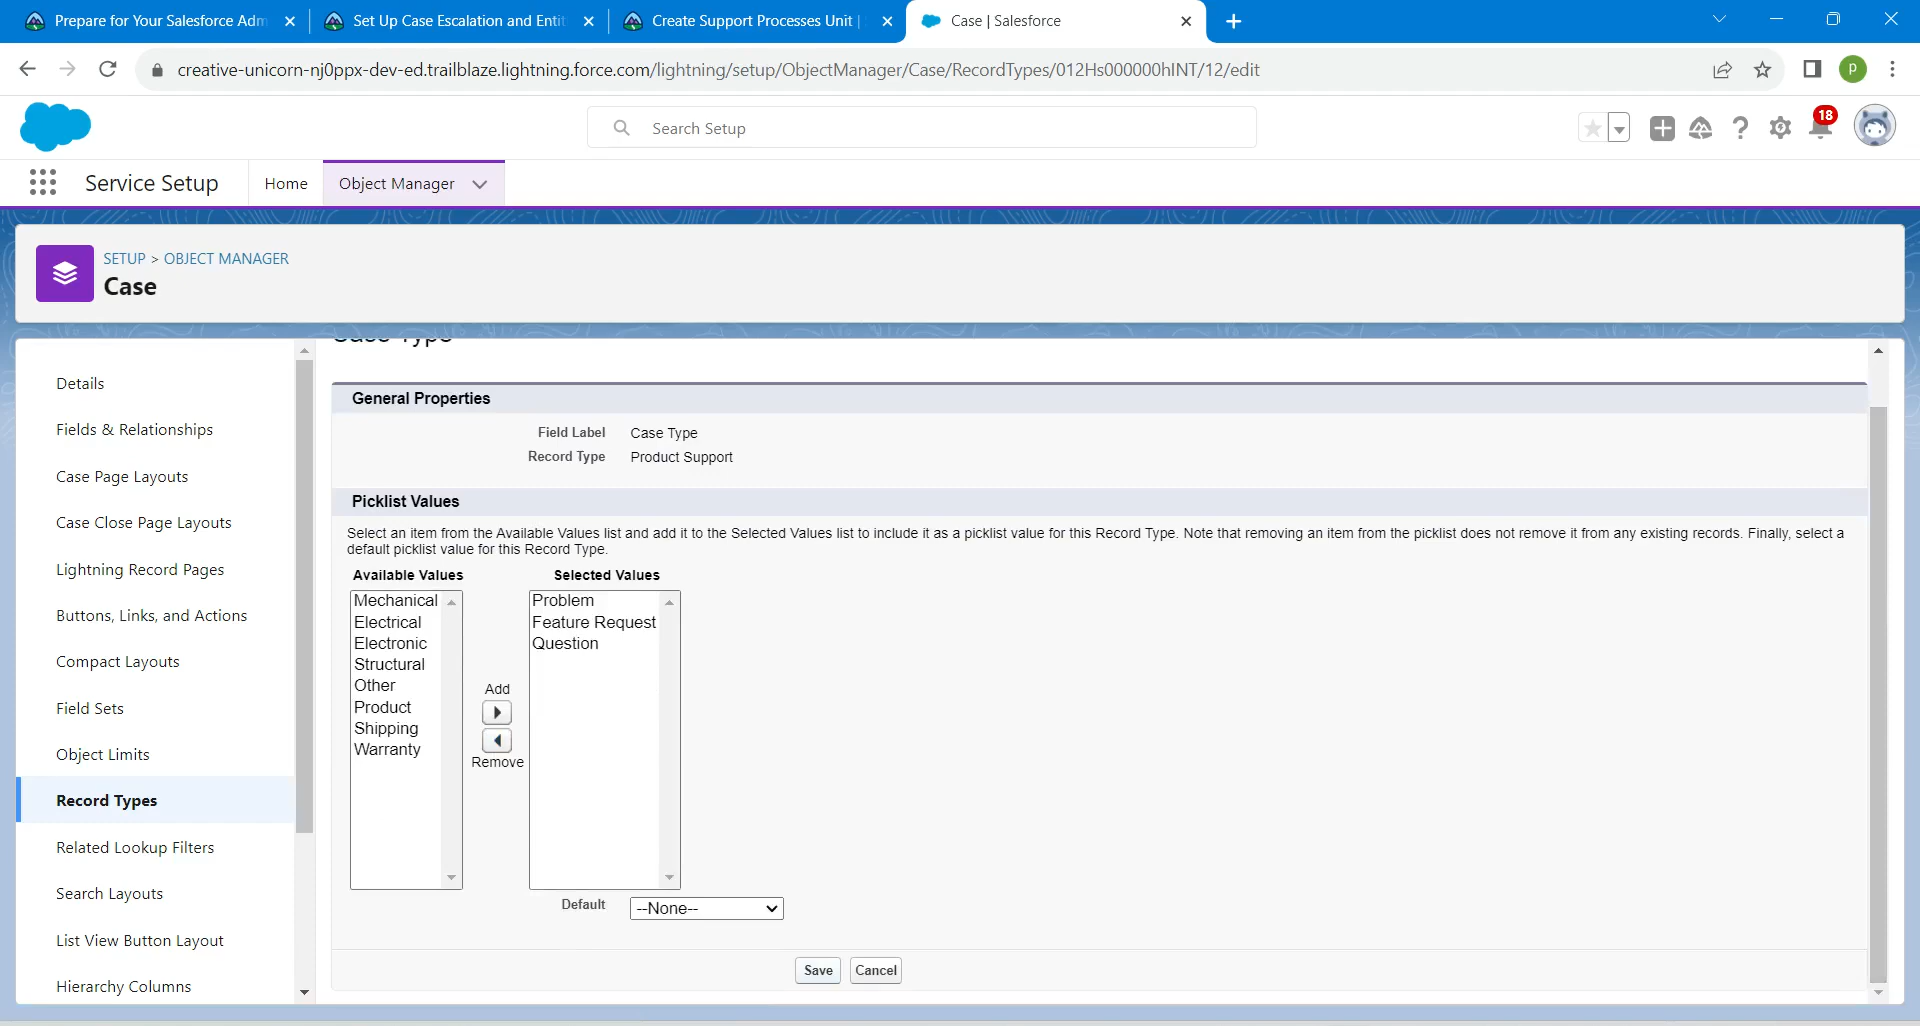 Prepare for Your Salesforce Adm
Set Up Case Escalation and Entit
Create Support Processes Unit |
Case | Salesforce
creative-unicorn-nj0ppx-dev-ed.trailblaze.lightning.force.com/lightning/setup/ObjectManager/Case/RecordTypes/012Hs000000hINT/12/edit
p
Search Setup
18
Service Setup
Home
Object Manager
SETUP > OBJECT MANAGER
Case
Case Type
Details
Fields & Relationships
Case Page Layouts
Case Close Page Layouts
Lightning Record Pages
Buttons, Links, and Actions
Compact Layouts
Field Sets
Object Limits
Record Types
Related Lookup Filters
Search Layouts
List View Button Layout
Hierarchy Columns
General Properties
Field Label Case Type
Record Type Product Support
Picklist Values
Select an item from the Available Values list and add it to the Selected Values list to include it as a picklist value for this Record Type. Note that removing an item from the picklist does not remove it from any existing records. Finally, select a
default picklist value for this Record Type.
Available Values
Mechanical
Electrical
Electronic
Structural
Other
Product
Shipping
Warranty
Add
Remove
Selected Values
Problem
Feature Request
Question
Default --None--
Save Cancel